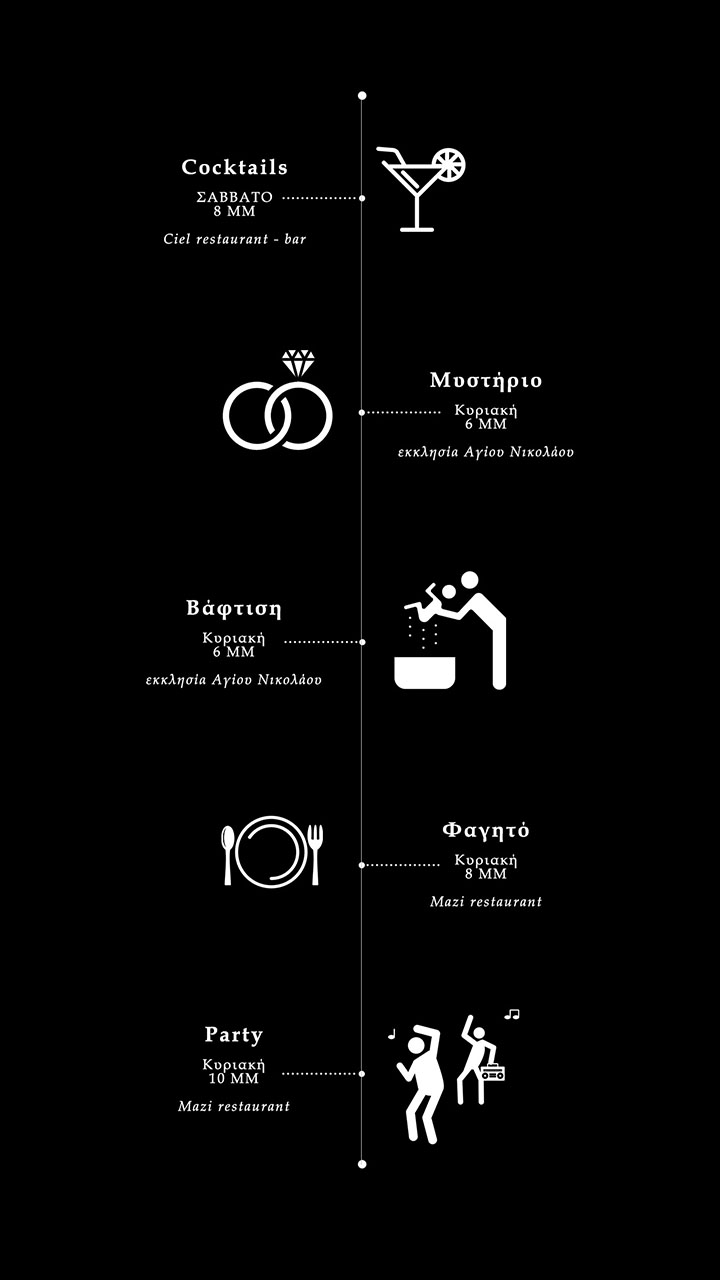 Cocktails
ΣΑΒΒΑΤΟ
8 ΜΜ
Ciel restaurant - bar
Μυστήριο
Κυριακή
6 ΜΜ
εκκλησία Αγίου Νικολάου
Βάφτιση
Κυριακή
6 ΜΜ
εκκλησία Αγίου Νικολάου
Φαγητό
Κυριακή
8 ΜΜ
Mazi restaurant
Party
Κυριακή
10 ΜΜ
Mazi restaurant